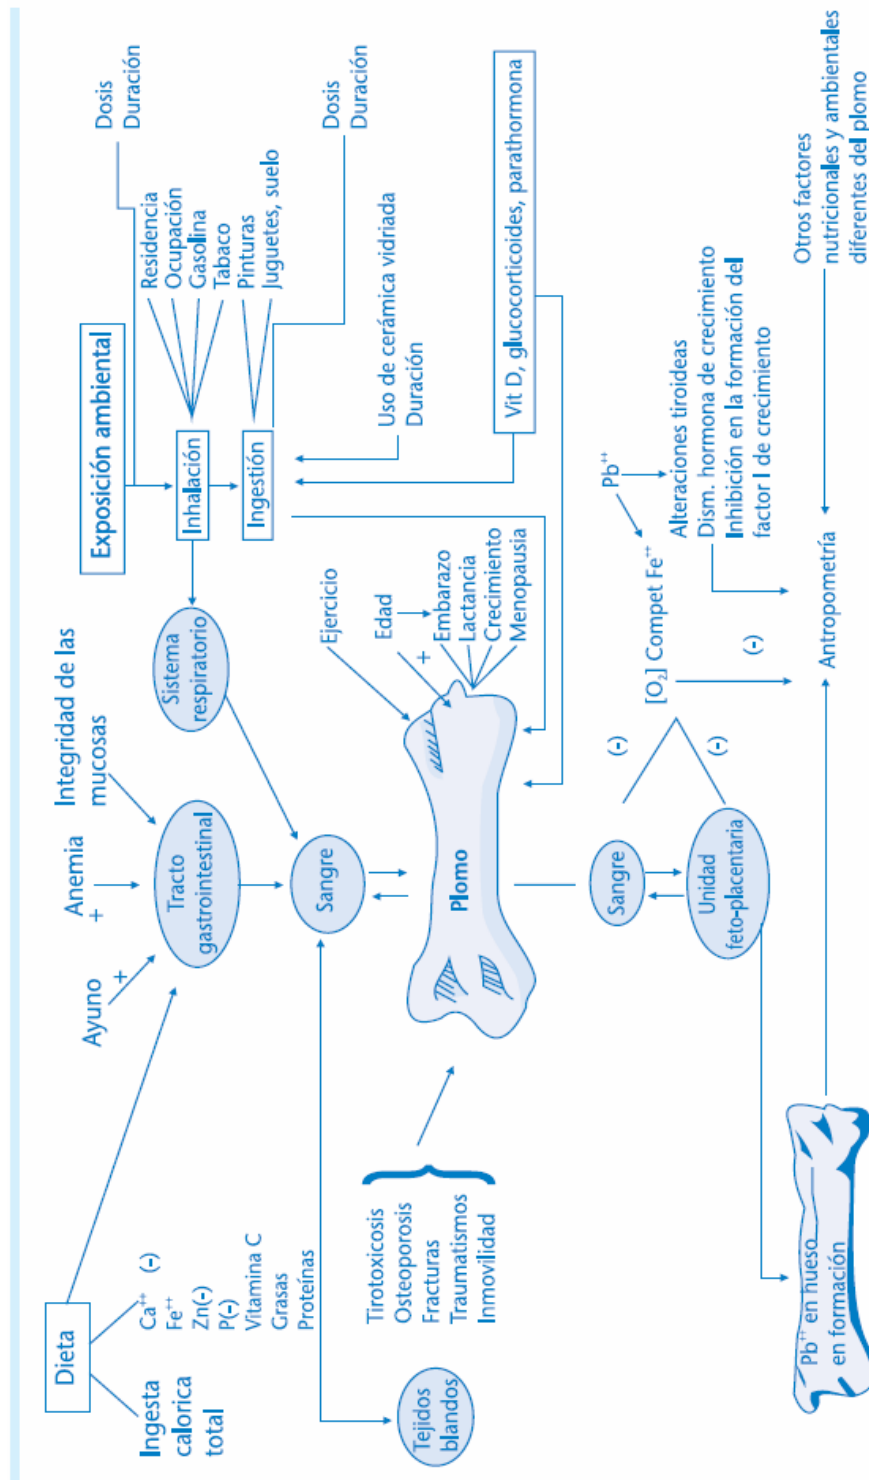 Dieta
Ingesta
calorica
total
Ca⁺⁺ (-)
Fe⁺⁺
Zn(-)
P(-)
Vitamina C
Grasas
Proteínas
Ayuno
+
Anemia
+
Integridad de las
mucosas
Tracto
gastrointestinal
Exposición ambiental
Dosis
Duración
Inhalación
Residencia
Ocupación
Gasolina
Tabaco
Pinturas
Juguetes, suelo
Ingestión
Dosis
Duración
Sistema
respiratorio
Uso de cerámica vidriada
Duración
Sangre
Vit D, glucocorticoides, parathormona
Tejidos
blandos
Tirotoxicosis
Osteoporosis
Fracturas
Traumatismos
Inmovilidad
Plomo
Ejercicio
Edad
+
Embarazo
Lactancia
Crecimiento
Menopausia
Sangre
Unidad
feto-placentaria
(-)
(-)
[O₂] Compet Fe⁺⁺
Pb⁺⁺
(-)
Alteraciones tiroideas
Dism. hormona de crecimiento
Inhibición en la formación del
factor I de crecimiento
Pb⁺⁺ en hueso
en formación
Antropometría
Otros factores
nutricionales y ambientales
diferentes del plomo